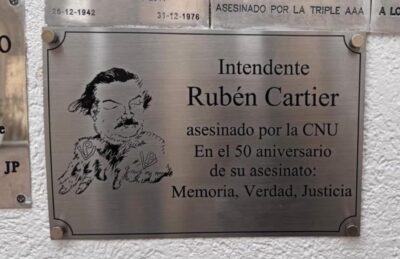 26-12-1942
31-12-1976
ASESINADO POR LA TRIPLE AAA
A LO
O
e
JP
Intendente
Rubén Cartier
asesinado por la CNU
En el 50 aniversario
de su asesinato:
Memoria, Verdad, Justicia